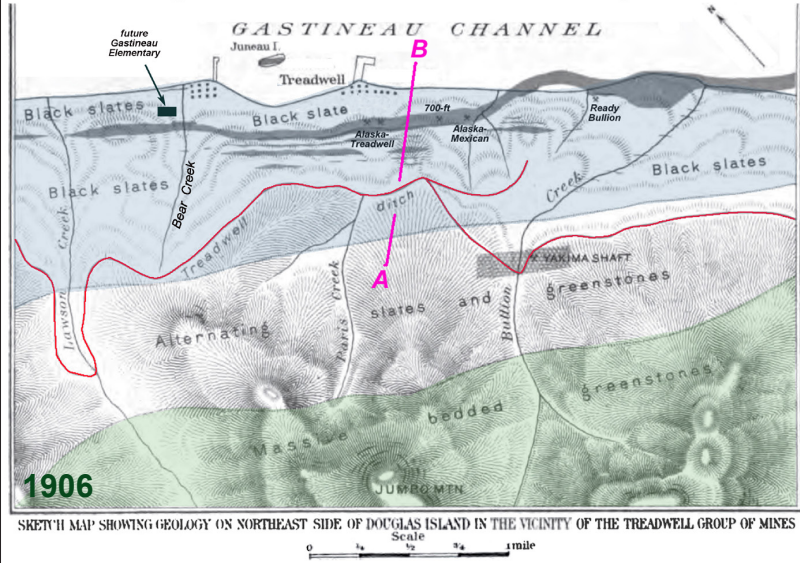 GASTINEAU CHANNEL
N
future
Gastineau
Elementary
Juneau I.
Treadwell
B
Black slates
Black slate
700-ft
Alaska-
Treadwell
Alaska-
Mexican
Ready
Bullion
Black slates
Black slates
Bear Creek
Lawson Creek
Treadwell ditch
A
Paris Creek
Bullion Creek
YAKIMA SHAFT
Alternating slates and greenstones
Massive bedded greenstones
JUMBO MTN.
1906
SKETCH MAP SHOWING GEOLOGY ON NORTHEAST SIDE OF DOUGLAS ISLAND IN THE VICINITY OF THE TREADWELL GROUP OF MINES
Scale
0 1/4 1/2 3/4 1 mile